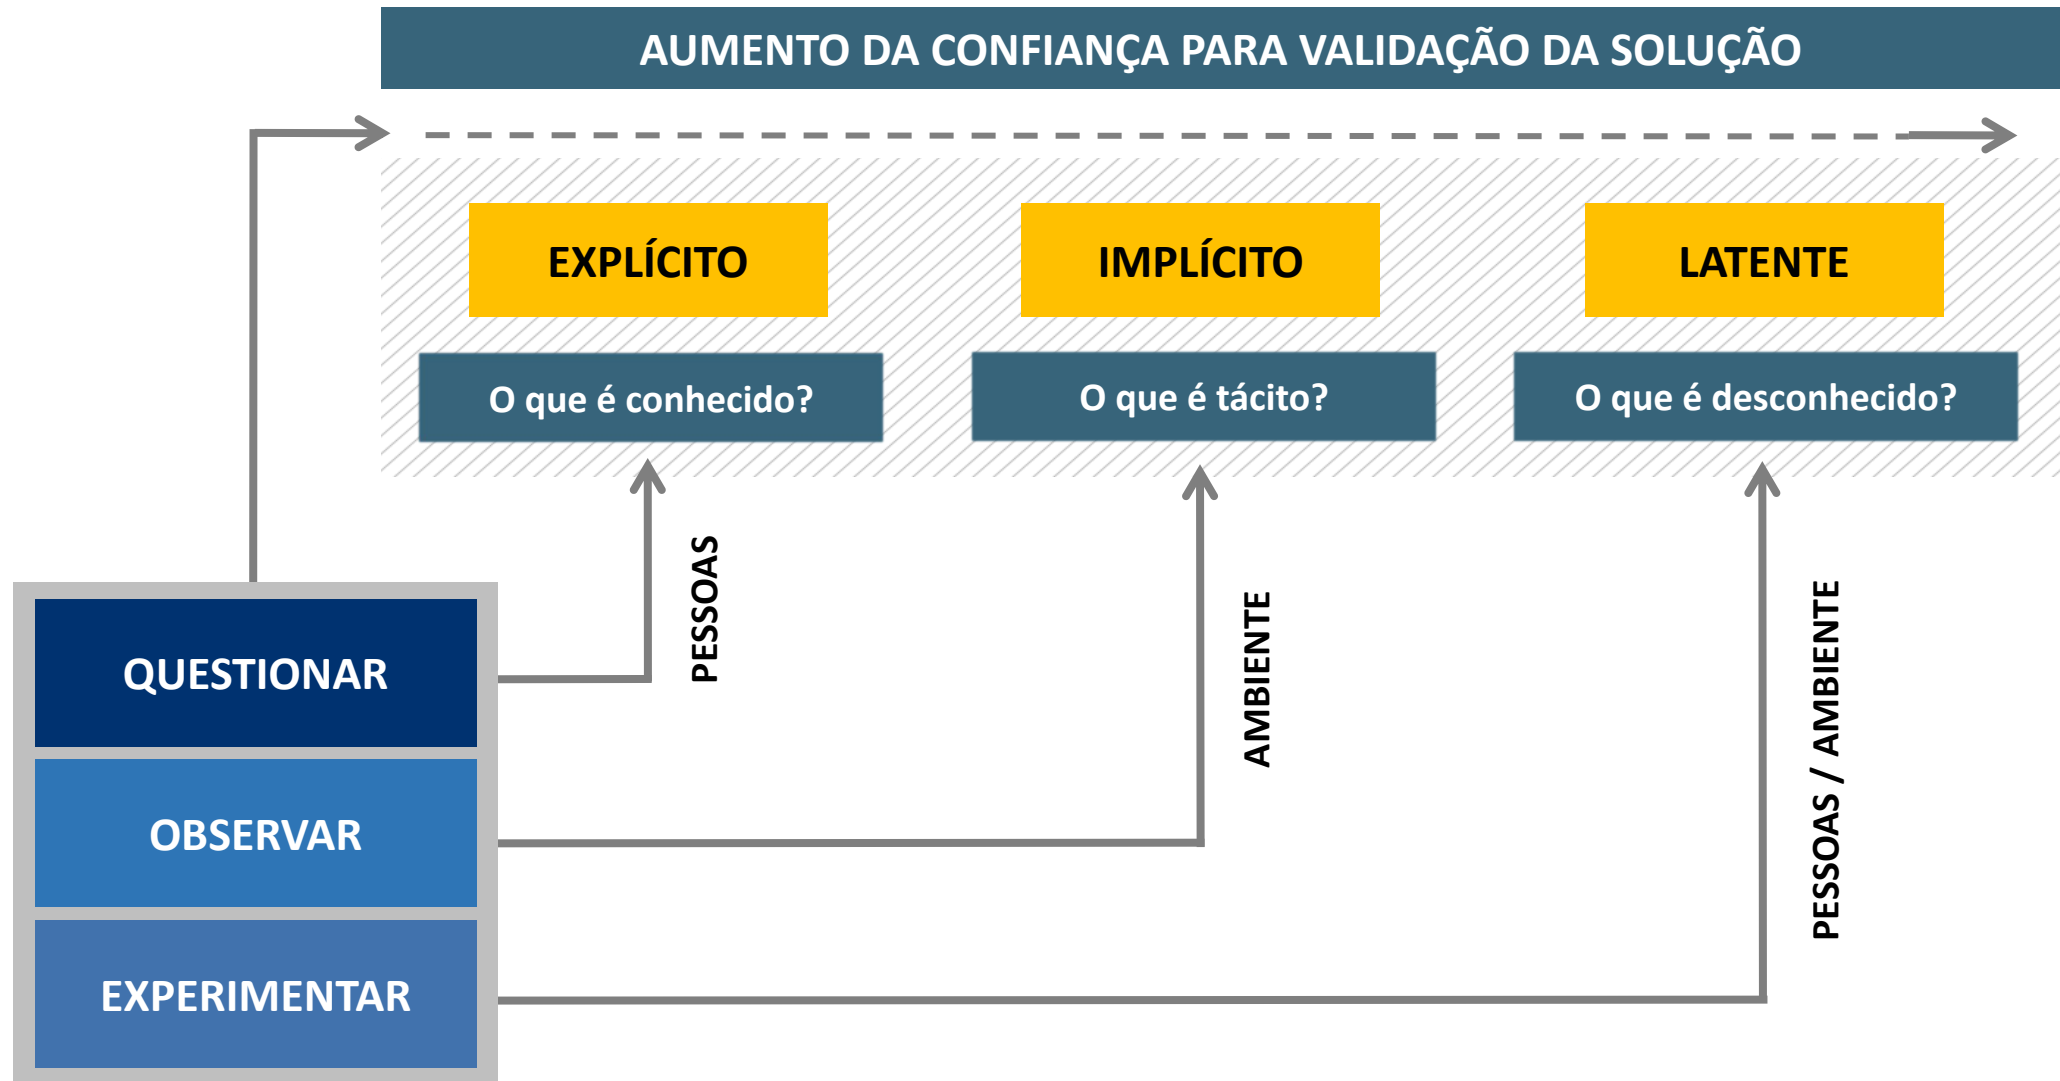 AUMENTO DA CONFIANÇA PARA VALIDAÇÃO DA SOLUÇÃO
EXPLÍCITO
IMPLÍCITO
LATENTE
O que é conhecido?
O que é tácito?
O que é desconhecido?
PESSOAS
AMBIENTE
PESSOAS / AMBIENTE
QUESTIONAR
OBSERVAR
EXPERIMENTAR